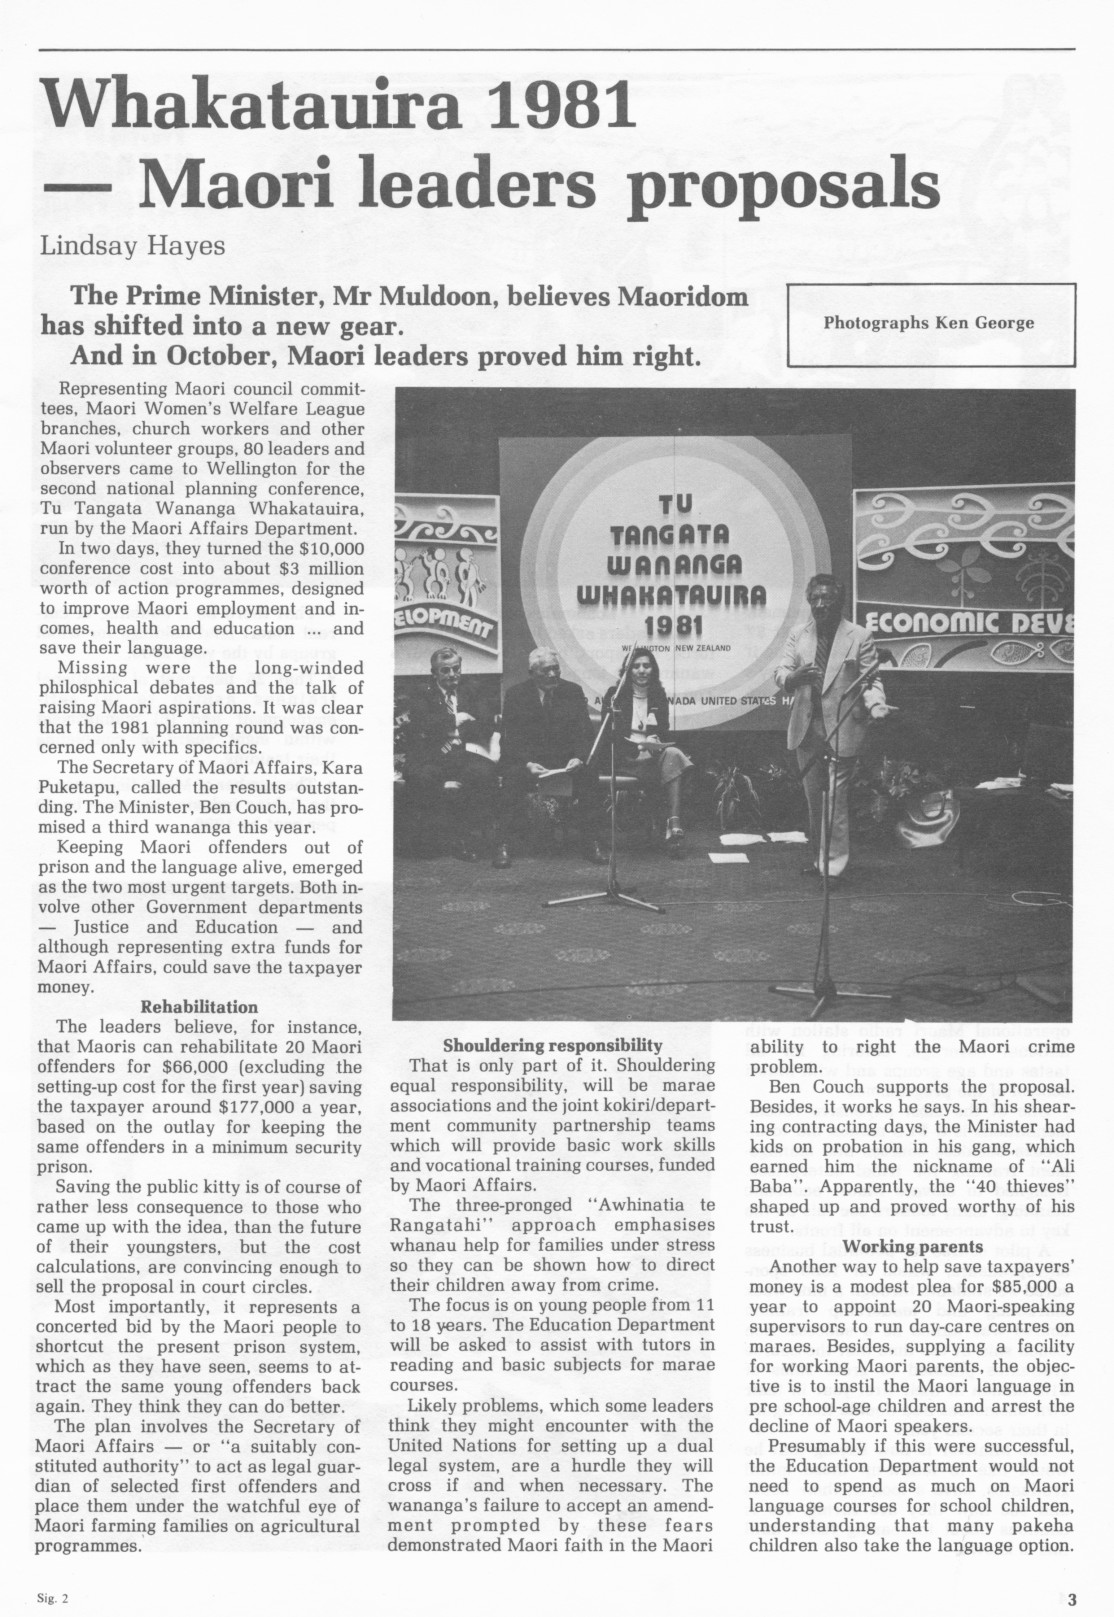 Whakatauira 1981
— Maori leaders proposals
Lindsay Hayes
The Prime Minister, Mr Muldoon, believes Maoridom
has shifted into a new gear.
And in October, Maori leaders proved him right.
Photographs Ken George
Representing Maori council commit-
tees, Maori Women's Welfare League
branches, church workers and other
Maori volunteer groups, 80 leaders and
observers came to Wellington for the
second national planning conference,
Tu Tangata Wananga Whakatauira,
run by the Maori Affairs Department.
In two days, they turned the $10,000
conference cost into about $3 million
worth of action programmes, designed
to improve Maori employment and in-
comes, health and education ... and
save their language.
Missing were the long-winded
philosphical debates and the talk of
raising Maori aspirations. It was clear
that the 1981 planning round was con-
cerned only with specifics.
The Secretary of Maori Affairs, Kara
Puketapu, called the results outstan-
ding. The Minister, Ben Couch, has pro-
mised a third wananga this year.
Keeping Maori offenders out of
prison and the language alive, emerged
as the two most urgent targets. Both in-
volve other Government departments
— Justice and Education — and
although representing extra funds for
Maori Affairs, could save the taxpayer
money.
Rehabilitation
The leaders believe, for instance,
that Maoris can rehabilitate 20 Maori
offenders for $66,000 (excluding the
setting-up cost for the first year) saving
the taxpayer around $177,000 a year,
based on the outlay for keeping the
same offenders in a minimum security
prison.
Saving the public kitty is of course of
rather less consequence to those who
came up with the idea, than the future
of their youngsters, but the cost
calculations, are convincing enough to
sell the proposal in court circles.
Most importantly, it represents a
concerted bid by the Maori people to
shortcut the present prison system,
which as they have seen, seems to at-
tract the same young offenders back
again. They think they can do better.
The plan involves the Secretary of
Maori Affairs — or "a suitably con-
stituted authority" to act as legal guar-
dian of selected first offenders and
place them under the watchful eye of
Maori farming families on agricultural
programmes.
TU
TANGATA
WANANGA
WHAKATAUIRA
1981
NEW ZEALAND
ELOPMENT
ECONOMIC DEVE
NADA UNITED STATES HA
Shouldering responsibility
That is only part of it. Shouldering
equal responsibility, will be marae
associations and the joint kokiri/depart-
ment community partnership teams
which will provide basic work skills
and vocational training courses, funded
by Maori Affairs.
The three-pronged "Awhinatia te
Rangatahi" approach emphasises
whanau help for families under stress
so they can be shown how to direct
their children away from crime.
The focus is on young people from 11
to 18 years. The Education Department
will be asked to assist with tutors in
reading and basic subjects for marae
courses.
Likely problems, which some leaders
think they might encounter with the
United Nations for setting up a dual
legal system, are a hurdle they will
cross if and when necessary. The
wananga's failure to accept an amend-
ment prompted by these fears
demonstrated Maori faith in the Maori
ability to right the Maori crime
problem.
Ben Couch supports the proposal.
Besides, it works he says. In his shear-
ing contracting days, the Minister had
kids on probation in his gang, which
earned him the nickname of "Ali
Baba". Apparently, the "40 thieves"
shaped up and proved worthy of his
trust.
Working parents
Another way to help save taxpayers'
money is a modest plea for $85,000 a
year to appoint 20 Maori-speaking
supervisors to run day-care centres on
maraes. Besides, supplying a facility
for working Maori parents, the objec-
tive is to instil the Maori language in
pre school-age children and arrest the
decline of Maori speakers.
Presumably if this were successful,
the Education Department would not
need to spend as much on Maori
language courses for school children,
understanding that many pakeha
children also take the language option.
Sig. 2
3